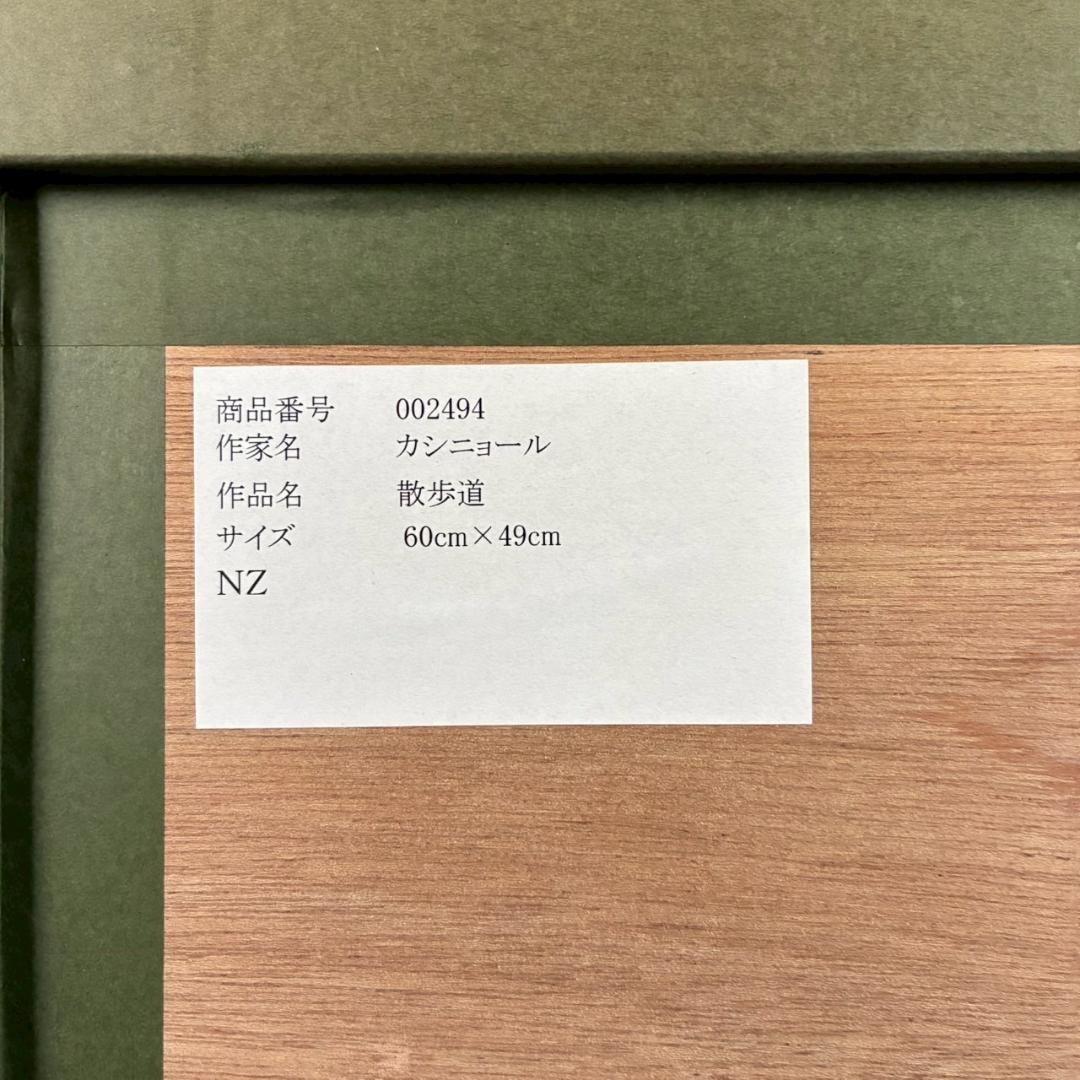 商品番号 002494
作家名 カシニョール
作品名 散歩道
サイズ 60cm×49cm
NZ